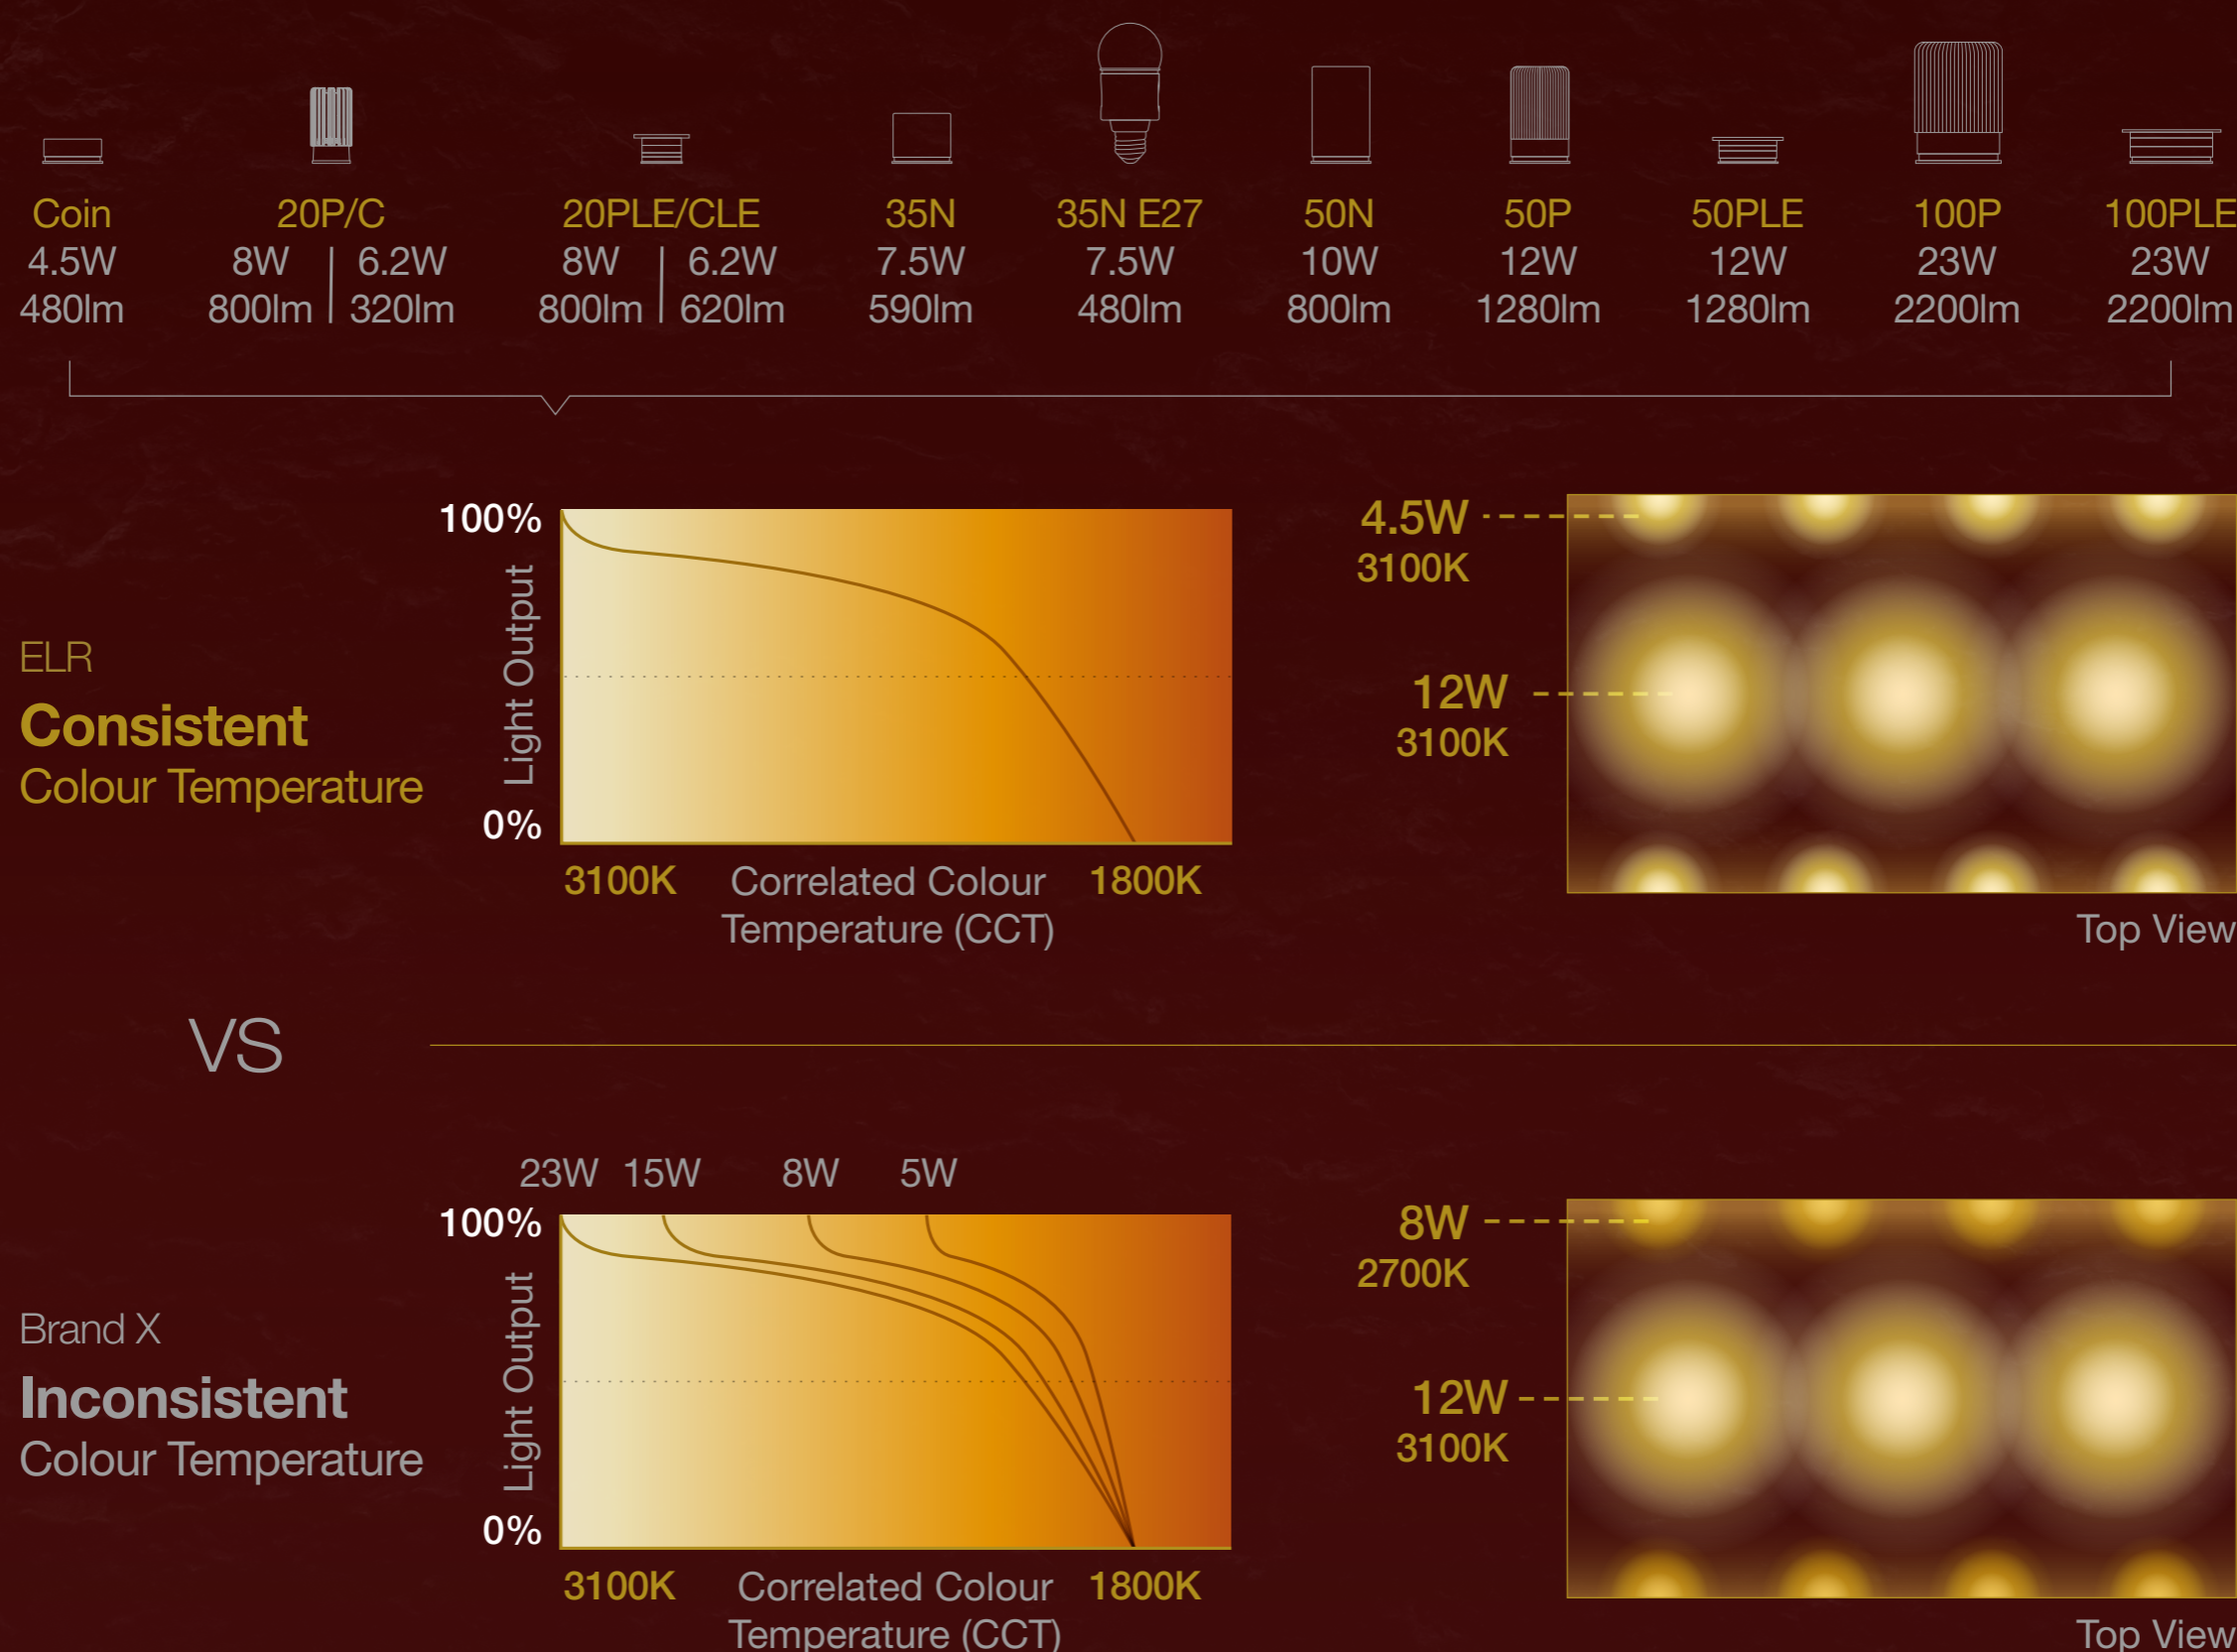 Coin
4.5W
480lm
20P/C
8W | 6.2W
800lm | 320lm
20PLE/CLE
8W | 6.2W
800lm | 620lm
35N
7.5W
590lm
35N E27
7.5W
480lm
50N
10W
800lm
50P
12W
1280lm
50PLE
12W
1280lm
100P
23W
2200lm
100PLE
23W
2200lm
ELR
Consistent
Colour Temperature
100%
Light Output
0%
3100K
Correlated Colour
Temperature (CCT)
1800K
4.5W
3100K
12W
3100K
Top View
VS
Brand X
Inconsistent
Colour Temperature
23W 15W 8W 5W
100%
Light Output
0%
3100K
Correlated Colour
Temperature (CCT)
1800K
8W
2700K
12W
3100K
Top View